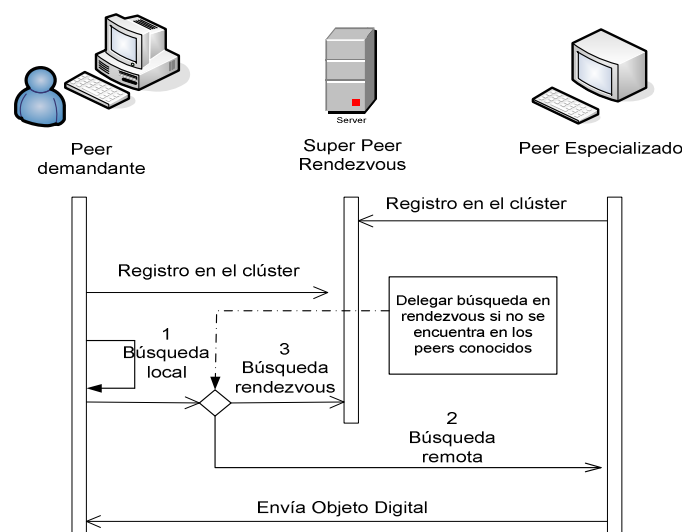 Server
Peer
demandante
Super Peer
Rendezvous
Peer Especializado
Registro en el clúster
Registro en el clúster
Delegar búsqueda en
rendezvous si no se
encuentra en los
peers conocidos
1
Búsqueda
local
3
Búsqueda
rendezvous
2
Búsqueda
remota
Envía Objeto Digital